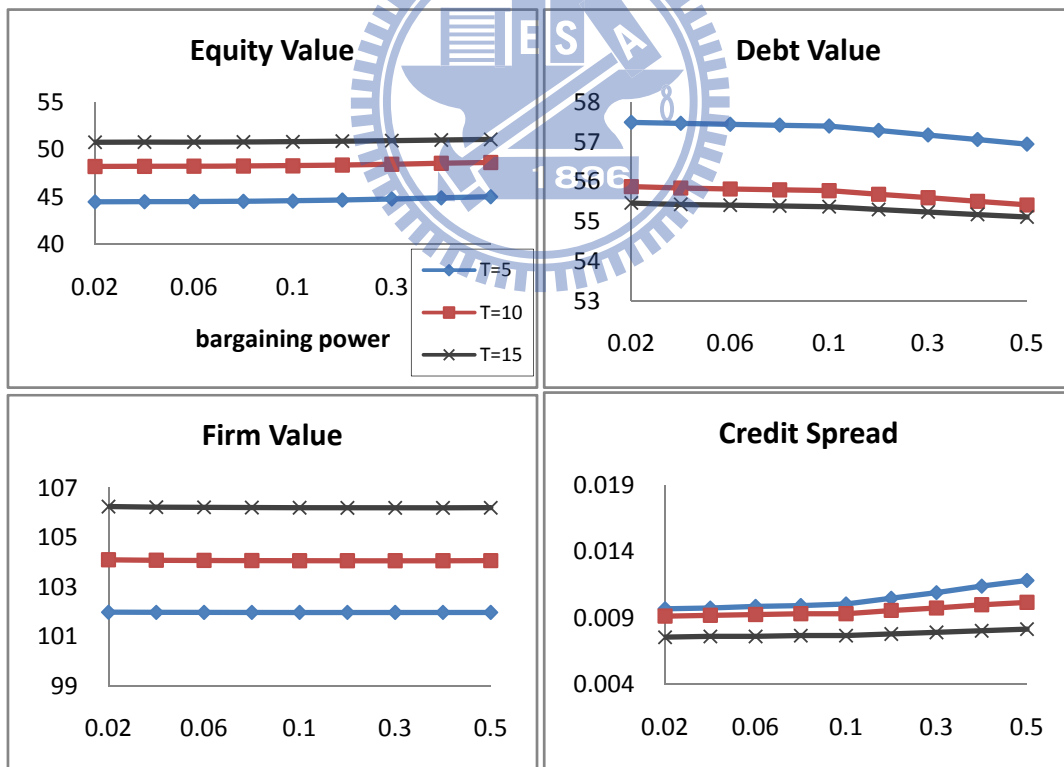 Equity Value
55
50
45
40
0.02 0.06 0.1 0.3
bargaining power
T=5
T=10
T=15
Debt Value
58
57
56
55
54
53
0.02 0.06 0.1 0.3 0.5
Firm Value
107
105
103
101
99
0.02 0.06 0.1 0.3 0.5
Credit Spread
0.019
0.014
0.009
0.004
0.02 0.06 0.1 0.3 0.5
E S A
1896